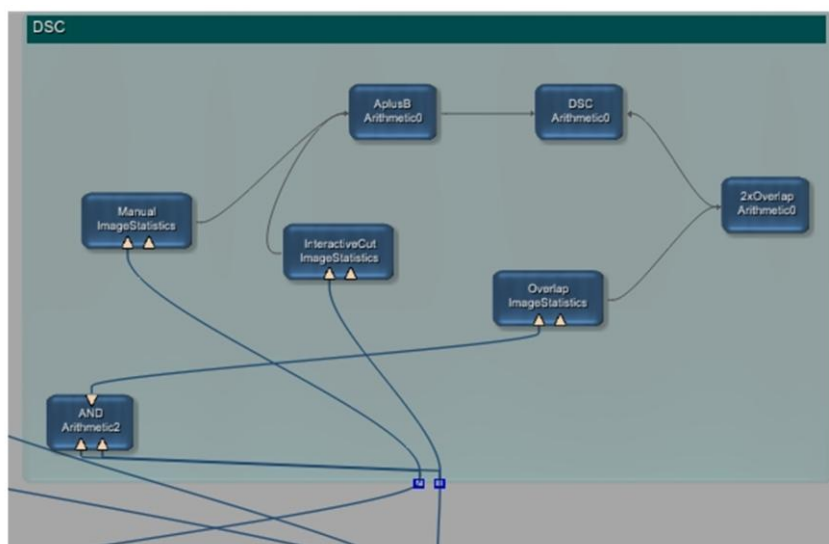 DSC
AplusB
Arithmetic0
DSC
Arithmetic0
2xOverlap
Arithmetic0
Manual
ImageStatistics
InteractiveCut
ImageStatistics
Overlap
ImageStatistics
AND
Arithmetic2